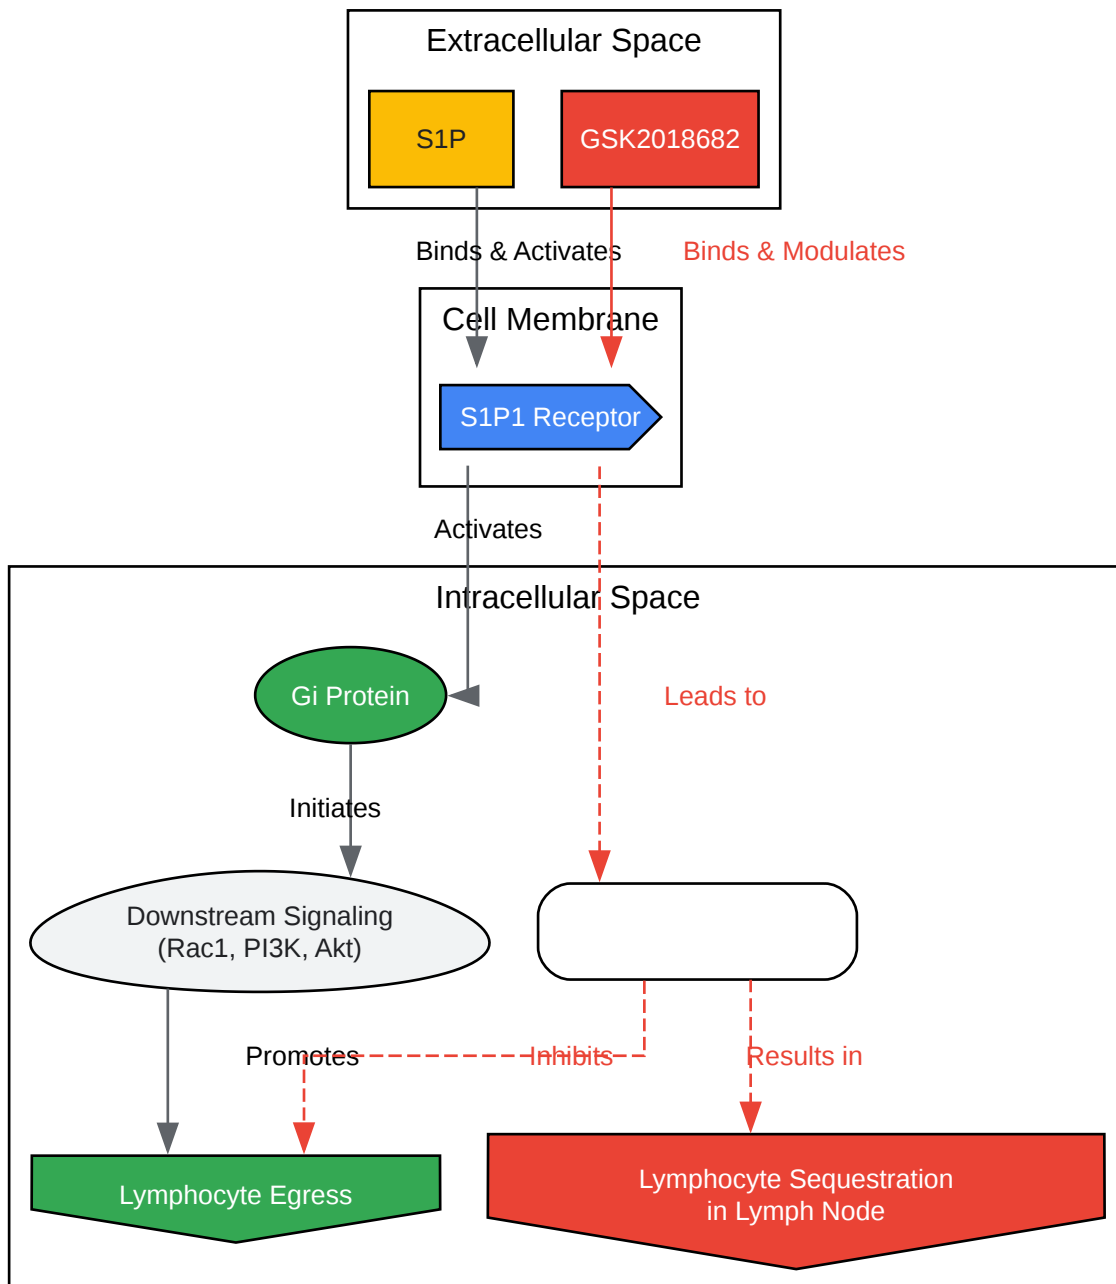 Extracellular Space
S1P
GSK2018682
Binds & Activates
Binds & Modulates
Cell Membrane
S1P1 Receptor
Activates
Intracellular Space
Gi Protein
Leads to
Initiates
Downstream Signaling
(Rac1, PI3K, Akt)
Promotes
Inhibits
Results in
Lymphocyte Egress
Lymphocyte Sequestration
in Lymph Node